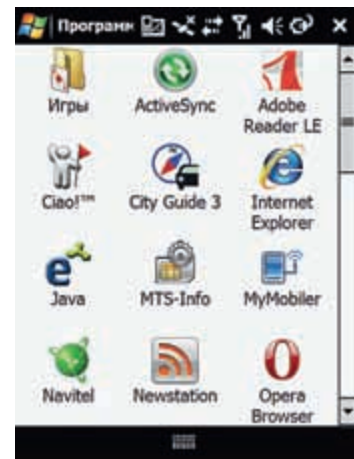 Программ
Игры
ActiveSync
Adobe
Reader LE
Ciao!™
City Guide 3
Internet
Explorer
Java
MTS-Info
MyMobiler
Navitel
Newstation
Opera
Browser